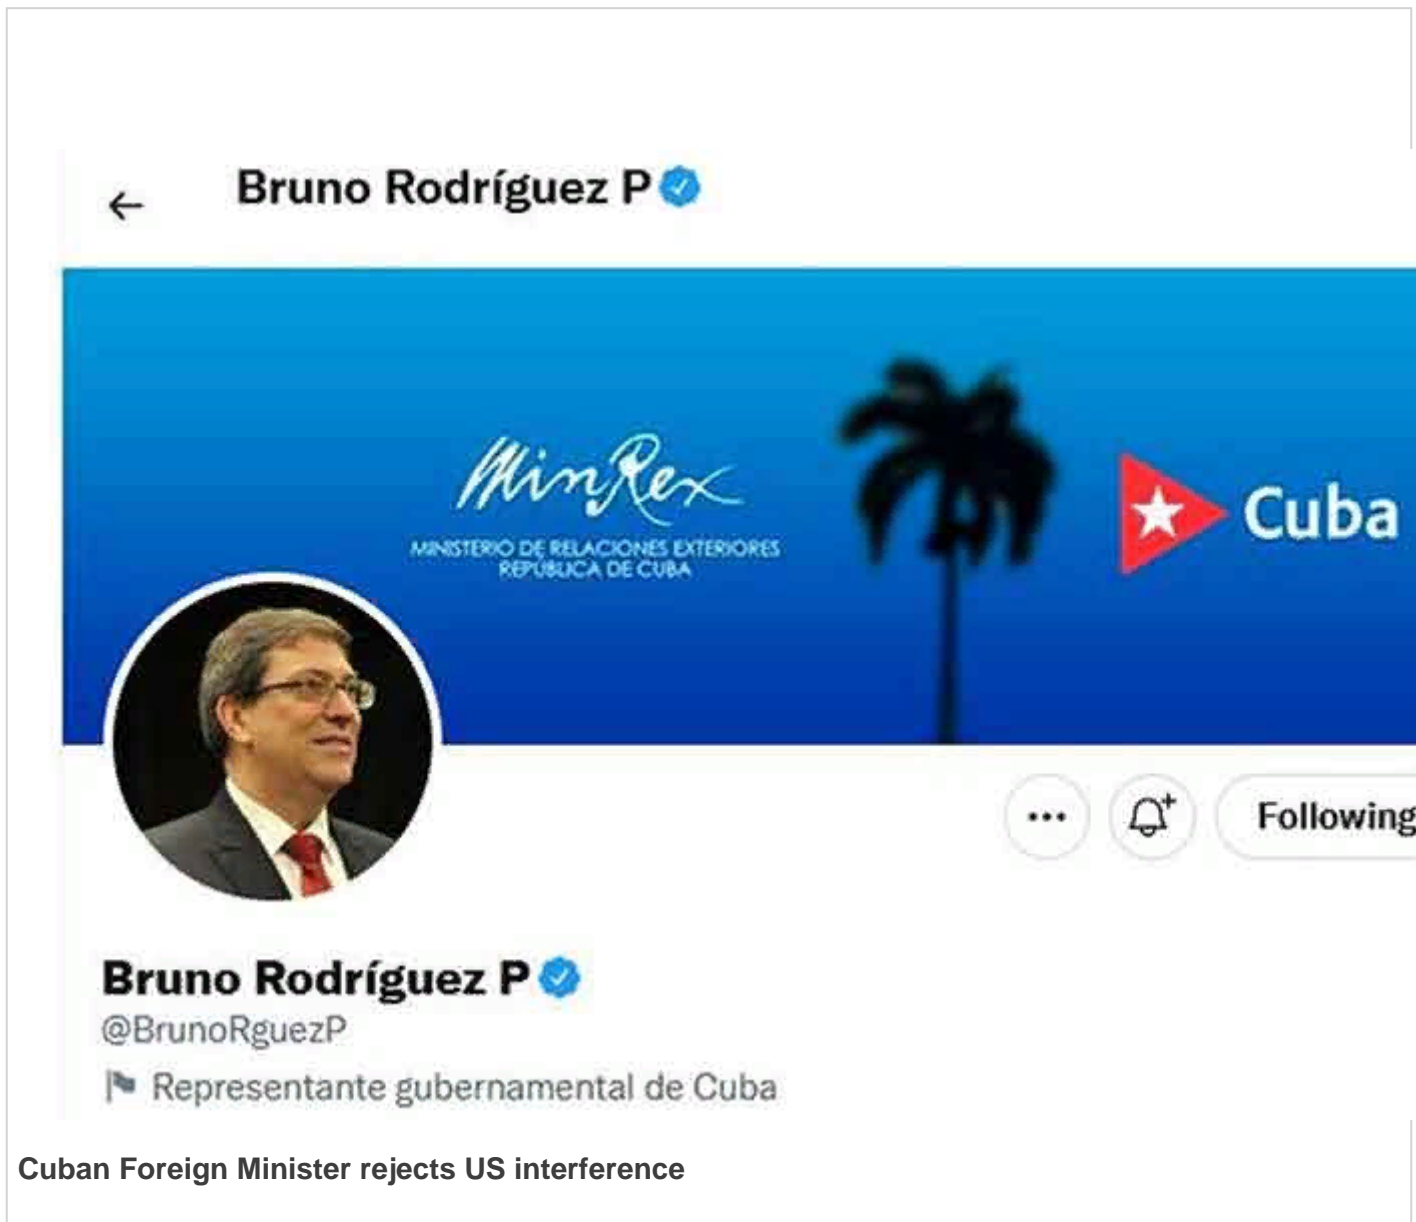 Bruno Rodríguez P
MinRex
MINISTERIO DE RELACIONES EXTERIORES
REPÚBLICA DE CUBA
Cuba
Following
Bruno Rodríguez P
@BrunoRguezP
Representante gubernamental de Cuba
Cuban Foreign Minister rejects US interference